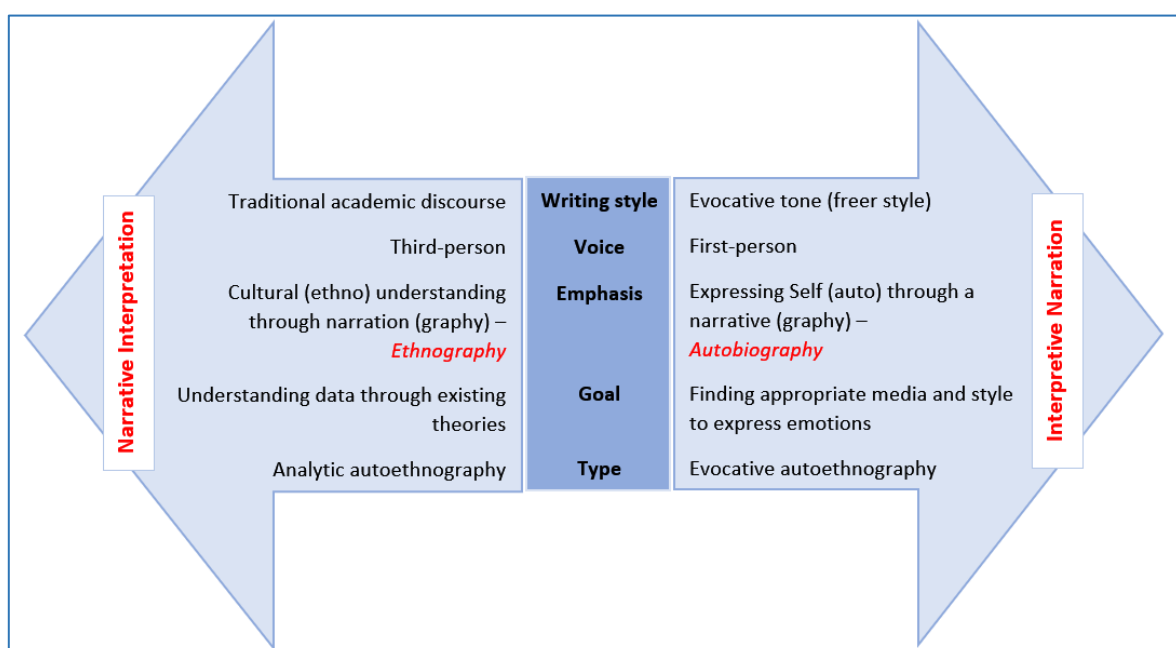 Narrative Interpretation
Traditional academic discourse
Writing style
Evocative tone (freer style)
Third-person
Voice
First-person
Cultural (ethno) understanding
through narration (graphy) –
Ethnography
Emphasis
Expressing Self (auto) through a
narrative (graphy) –
Autobiography
Understanding data through existing
theories
Goal
Finding appropriate media and style
to express emotions
Analytic autoethnography
Type
Evocative autoethnography
Interpretive Narration